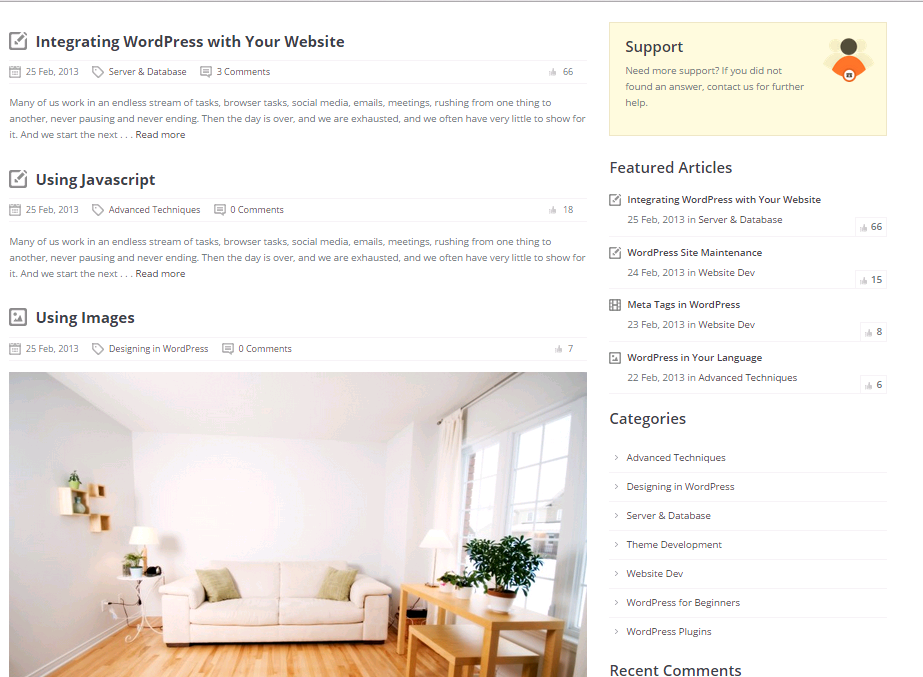 Integrating WordPress with Your Website
25 Feb, 2013 Server & Database 3 Comments 66
Many of us work in an endless stream of tasks, browser tasks, social media, emails, meetings, rushing from one thing to
another, never pausing and never ending. Then the day is over, and we are exhausted, and we often have very little to show for
it. And we start the next . . . Read more
Using Javascript
25 Feb, 2013 Advanced Techniques 0 Comments 18
Many of us work in an endless stream of tasks, browser tasks, social media, emails, meetings, rushing from one thing to
another, never pausing and never ending. Then the day is over, and we are exhausted, and we often have very little to show for
it. And we start the next . . . Read more
Using Images
25 Feb, 2013 Designing in WordPress 0 Comments 7
Support
Need more support? If you did not
found an answer, contact us for further
help.
Featured Articles
Integrating WordPress with Your Website
25 Feb, 2013 in Server & Database
66
WordPress Site Maintenance
24 Feb, 2013 in Website Dev
15
Meta Tags in WordPress
23 Feb, 2013 in Website Dev
8
WordPress in Your Language
22 Feb, 2013 in Advanced Techniques
6
Categories
Advanced Techniques
Designing in WordPress
Server & Database
Theme Development
Website Dev
WordPress for Beginners
WordPress Plugins
Recent Comments